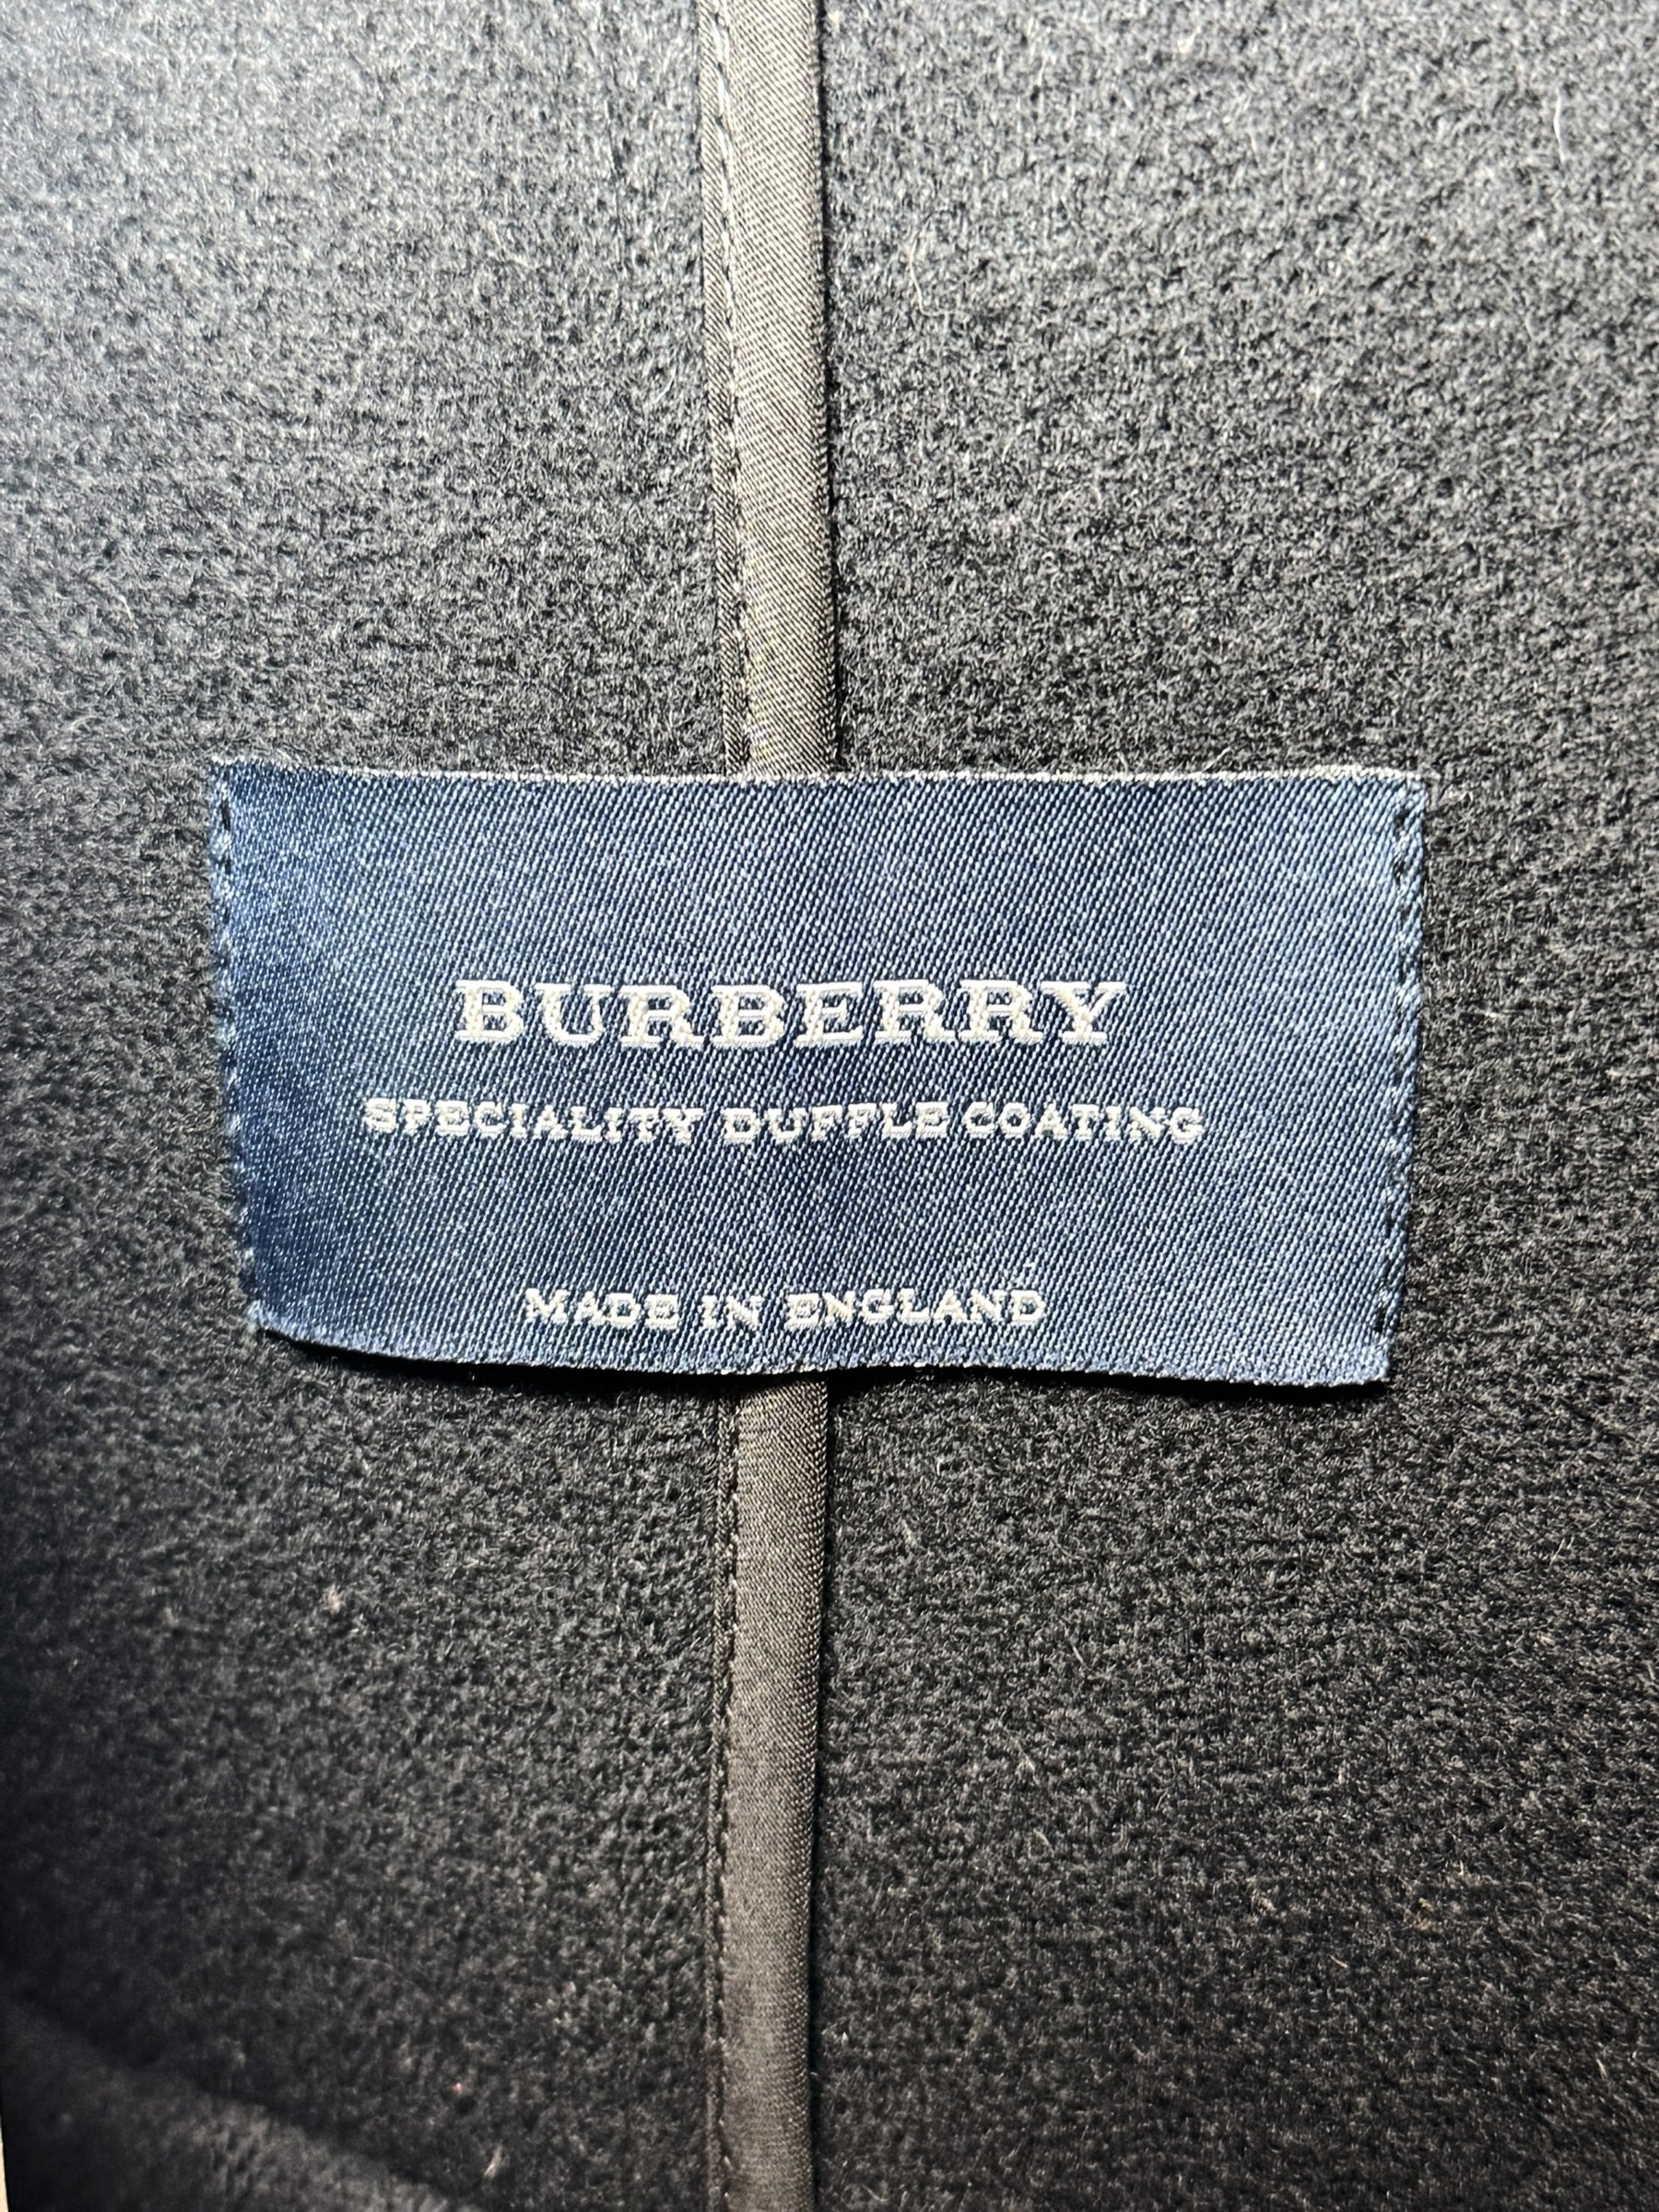 BURBERRY
SPECIALITY DUFFLE COATING
MADE IN ENGLAND